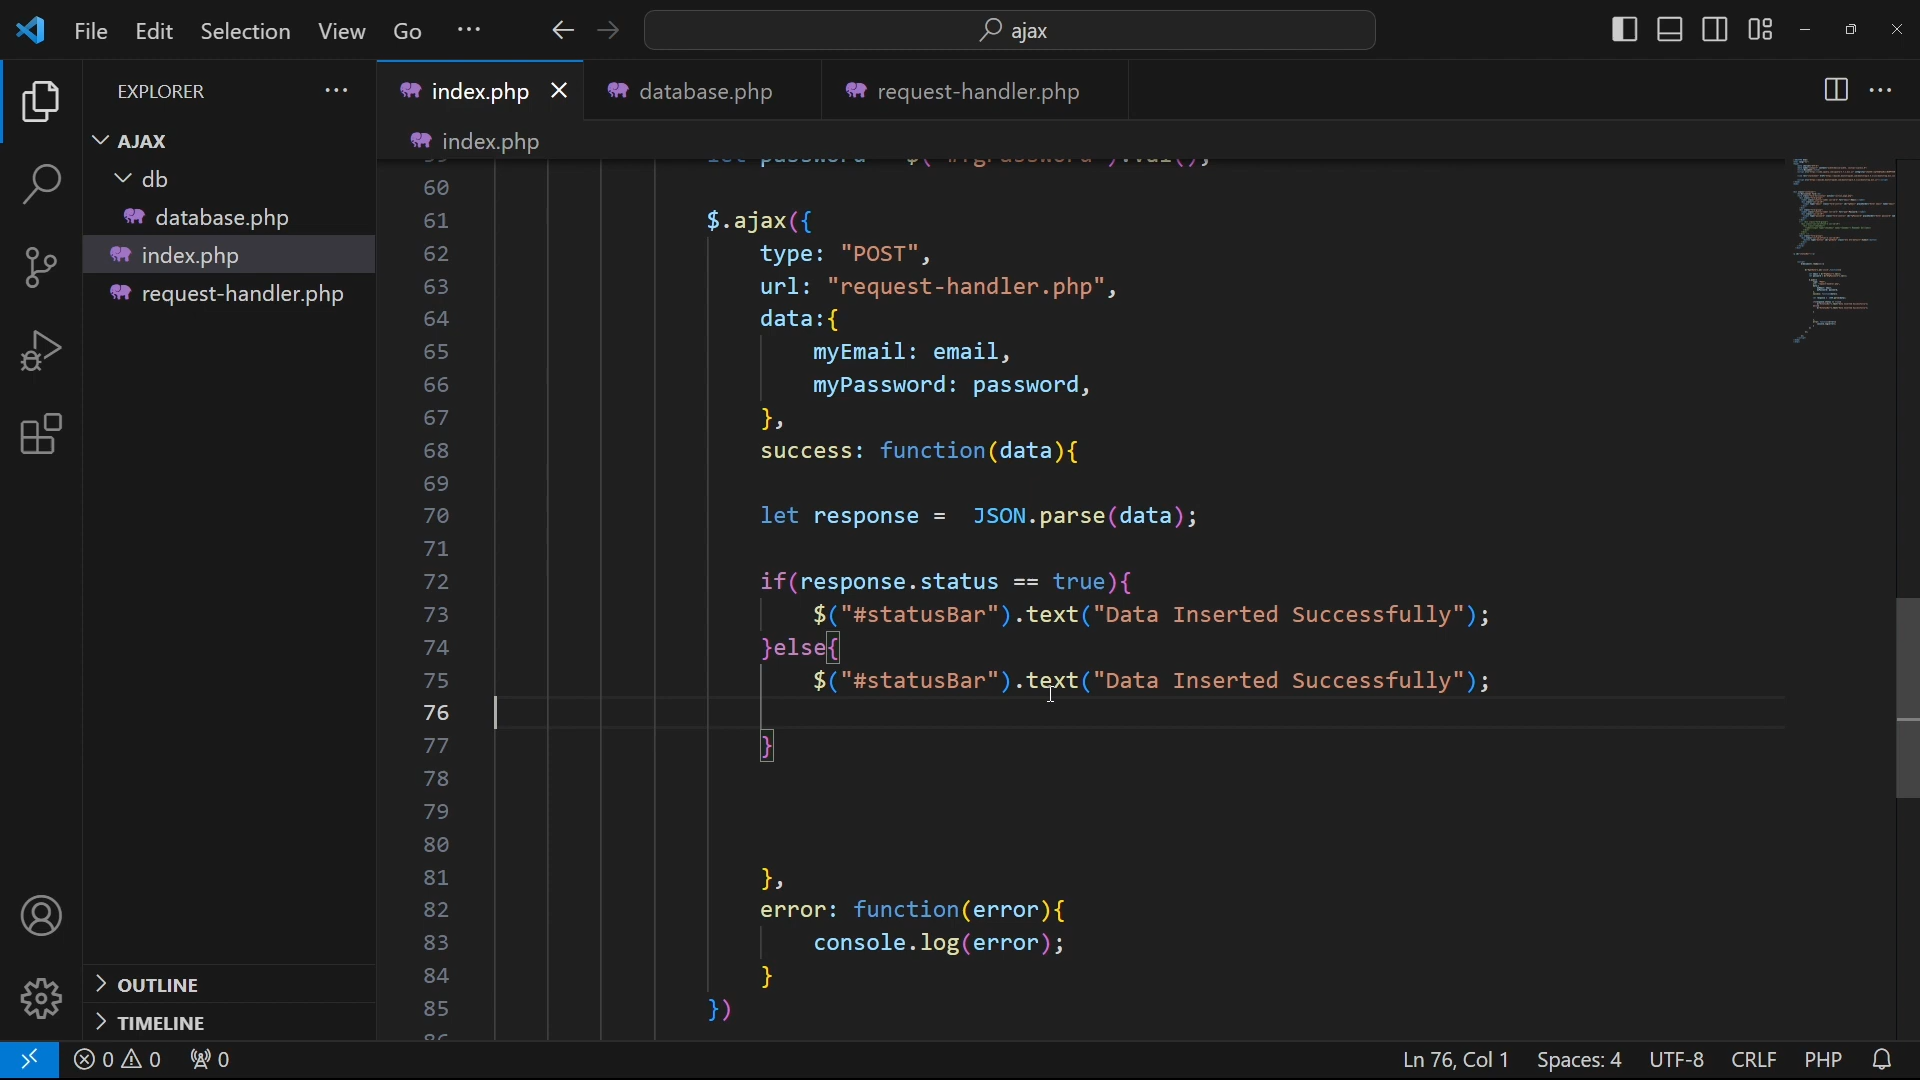 File Edit Selection View Go ajax
EXPLORER
AJAX
db
database.php
index.php
request-handler.php
OUTLINE
TIMELINE
index.php database.php request-handler.php
index.php
60
61 $.ajax({
62 type: "POST",
63 url: "request-handler.php",
64 data:{
65 myEmail: email,
66 myPassword: password,
67 },
68 success: function(data){
69
70 let response = JSON.parse(data);
71
72 if(response.status == true){
73 $("#statusBar").text("Data Inserted Successfully");
74 }else{
75 $("#statusBar").text("Data Inserted Successfully");
76
77 }
78
79
80
81 },
82 error: function(error){
83 console.log(error);
84 }
85 })
0 0 0 Ln 76, Col 1 Spaces: 4 UTF-8 CRLF PHP